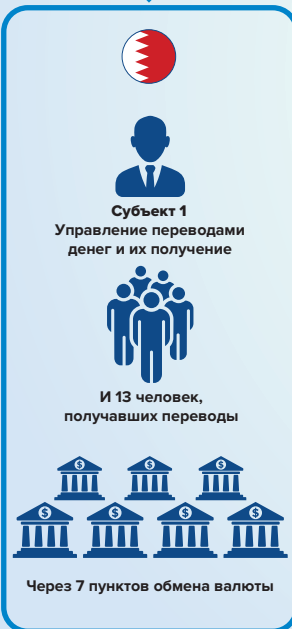 Субъект 1
Управление переводами
денег и их получение
И 13 человек,
получавших переводы
$ $ $
$ $ $ $
Через 7 пунктов обмена валюты